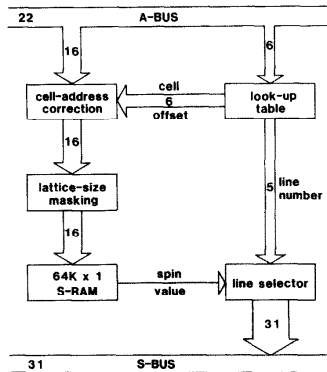 22 A-BUS
16 6
cell-address correction
cell
6
offset
look-up table
16
5 line number
lattice-size masking
16
64K x 1 S-RAM
spin value
line selector
31
31 S-BUS